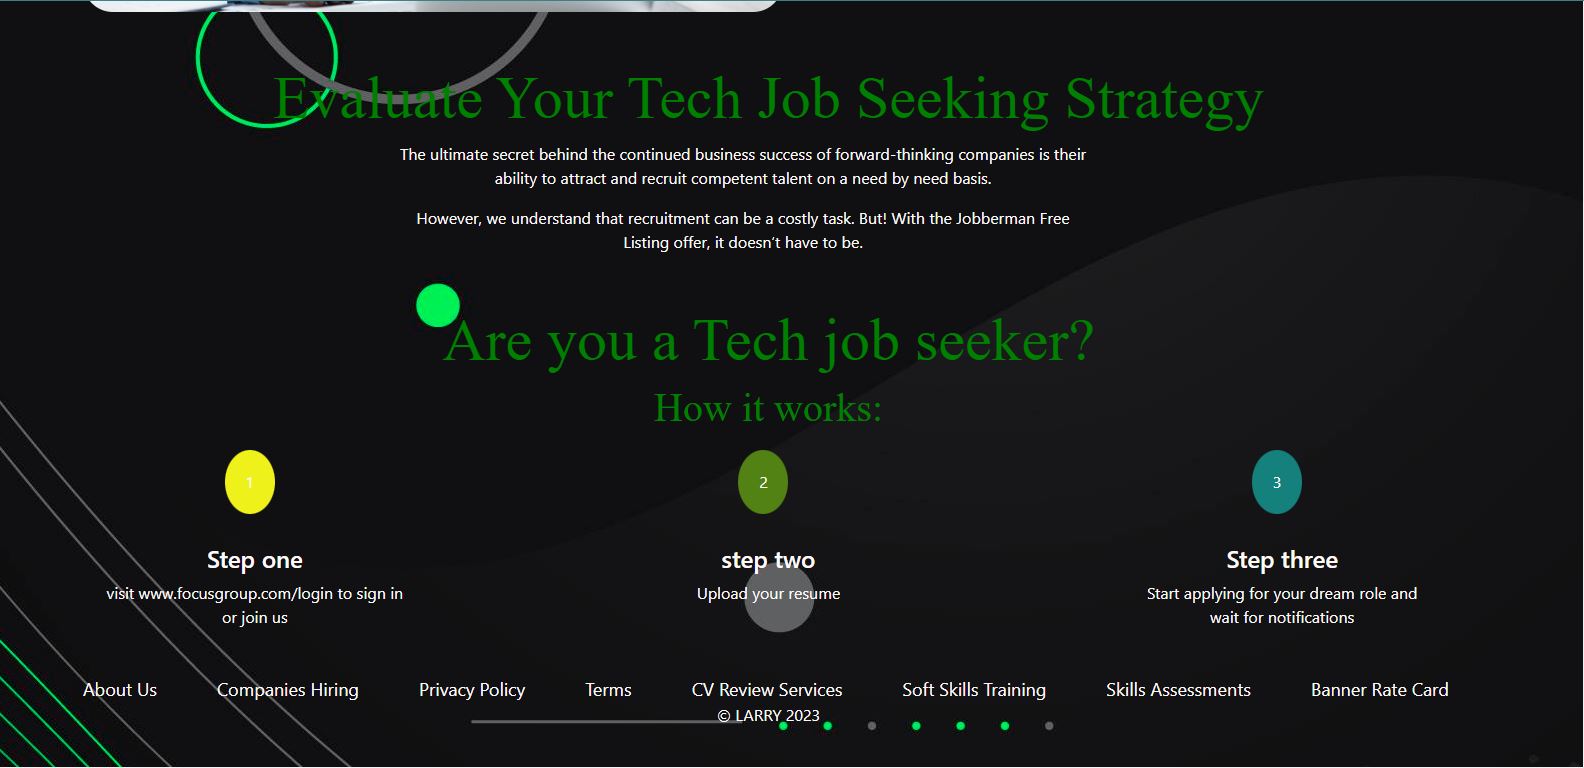 Evaluate Your Tech Job Seeking Strategy
The ultimate secret behind the continued business success of forward-thinking companies is their
ability to attract and recruit competent talent on a need by need basis.
However, we understand that recruitment can be a costly task. But! With the Jobberman Free
Listing offer, it doesn't have to be.
Are you a Tech job seeker?
How it works:
1
2
3
Step one
step two
Step three
visit www.focusgroup.com/login to sign in
or join us
Upload your resume
Start applying for your dream role and
wait for notifications
About Us Companies Hiring Privacy Policy Terms CV Review Services Soft Skills Training Skills Assessments Banner Rate Card
© LARRY 2023